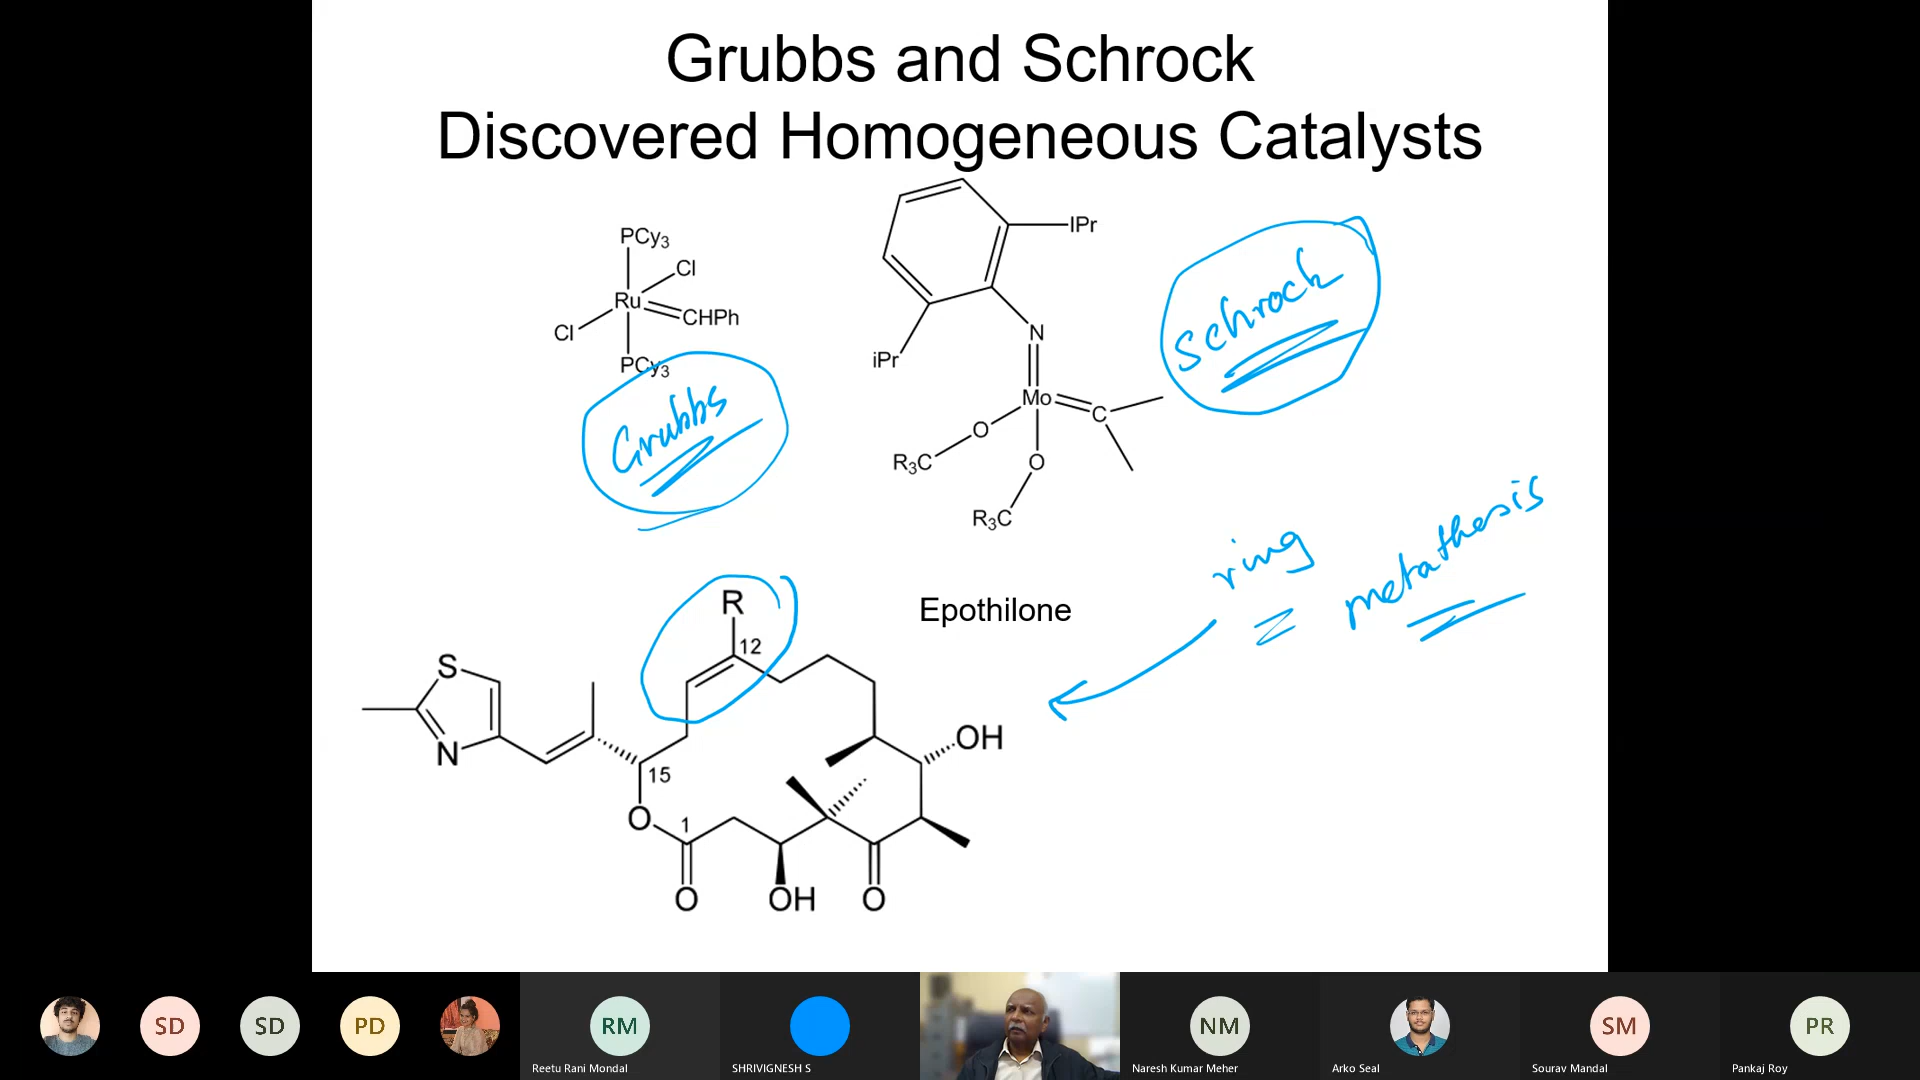 Grubbs and Schrock
Discovered Homogeneous Catalysts
PCy3
Cl
Ru
CHPh
Cl
PCy3
Grubbs
IPr
iPr
N
Mo
C
O
R3C
O
R3C
Schrock
ring
metathesis
Epothilone
R
12
S
N
15
O
1
O
OH
O
OH
SD
SD
PD
RM
Reetu Rani Mondal
SHRIVIGNESH S
NM
Naresh Kumar Meher
Arko Seal
SM
Sourav Mandal
PR
Pankaj Roy